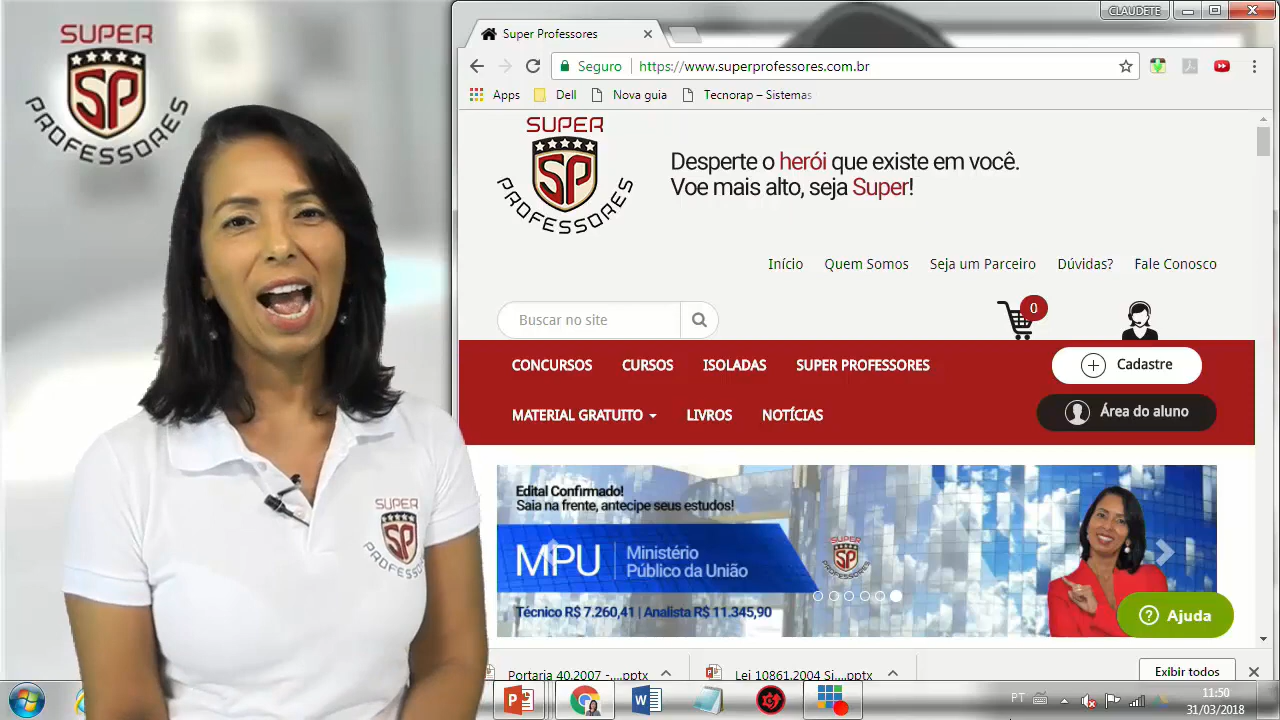 SUPER
SP
PROFESSORES
SUPER
PROFESSORES
CLAUDETE
Super Professores
Seguro
https://www.superprofessores.com.br
Apps
Dell
Nova guia
Tecnorap – Sistemas
SUPER
SP
PROFESSORES
Desperte o herói que existe em você.
Voe mais alto, seja Super!
Início
Quem Somos
Seja um Parceiro
Dúvidas?
Fale Conosco
Buscar no site
0
CONCURSOS
CURSOS
ISOLADAS
SUPER PROFESSORES
Cadastre
MATERIAL GRATUITO
LIVROS
NOTÍCIAS
Área do aluno
Edital Confirmado!
Saia na frente, antecipe seus estudos!
MPU
Ministério
Público da União
SUPER
SP
PROFESSORES
Técnico R$ 7.260,41 | Analista R$ 11.345,90
Ajuda
Portaria 40.2007 -....pptx
Lei 10861.2004 Si....pptx
Exibir todos
PT
11:50
31/03/2018